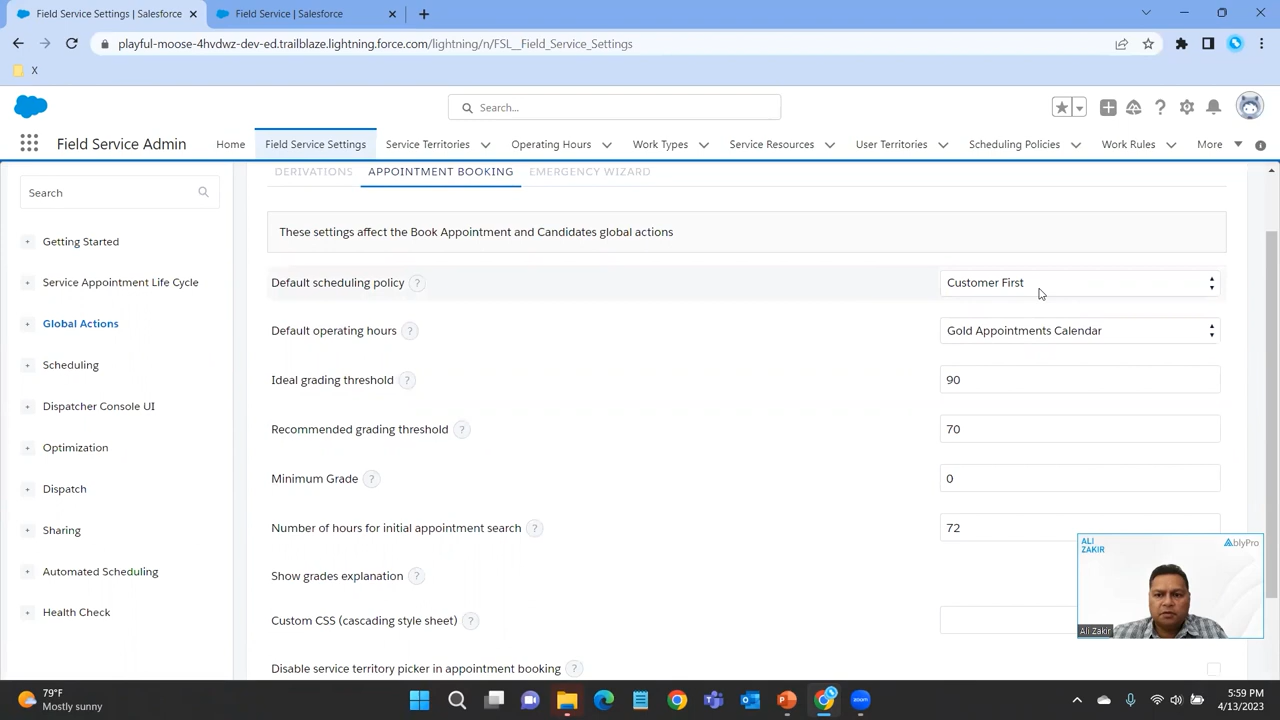 Field Service Settings | Salesforce
Field Service | Salesforce
playful-moose-4hvdwz-dev-ed.trailblaze.lightning.force.com/lightning/n/FSL__Field_Service_Settings
X
Search...
Field Service Admin
Home
Field Service Settings
Service Territories
Operating Hours
Work Types
Service Resources
User Territories
Scheduling Policies
Work Rules
More
Search
Getting Started
Service Appointment Life Cycle
Global Actions
Scheduling
Dispatcher Console UI
Optimization
Dispatch
Sharing
Automated Scheduling
Health Check
DERIVATIONS
APPOINTMENT BOOKING
EMERGENCY WIZARD
These settings affect the Book Appointment and Candidates global actions
Default scheduling policy ?
Customer First
Default operating hours ?
Gold Appointments Calendar
Ideal grading threshold ?
90
Recommended grading threshold ?
70
Minimum Grade ?
0
Number of hours for initial appointment search ?
72
Show grades explanation ?
Custom CSS (cascading style sheet) ?
Disable service territory picker in appointment booking ?
ALI
ZAKIR
AblyPro
Ali Zakir
79°F
Mostly sunny
5:59 PM
4/13/2023